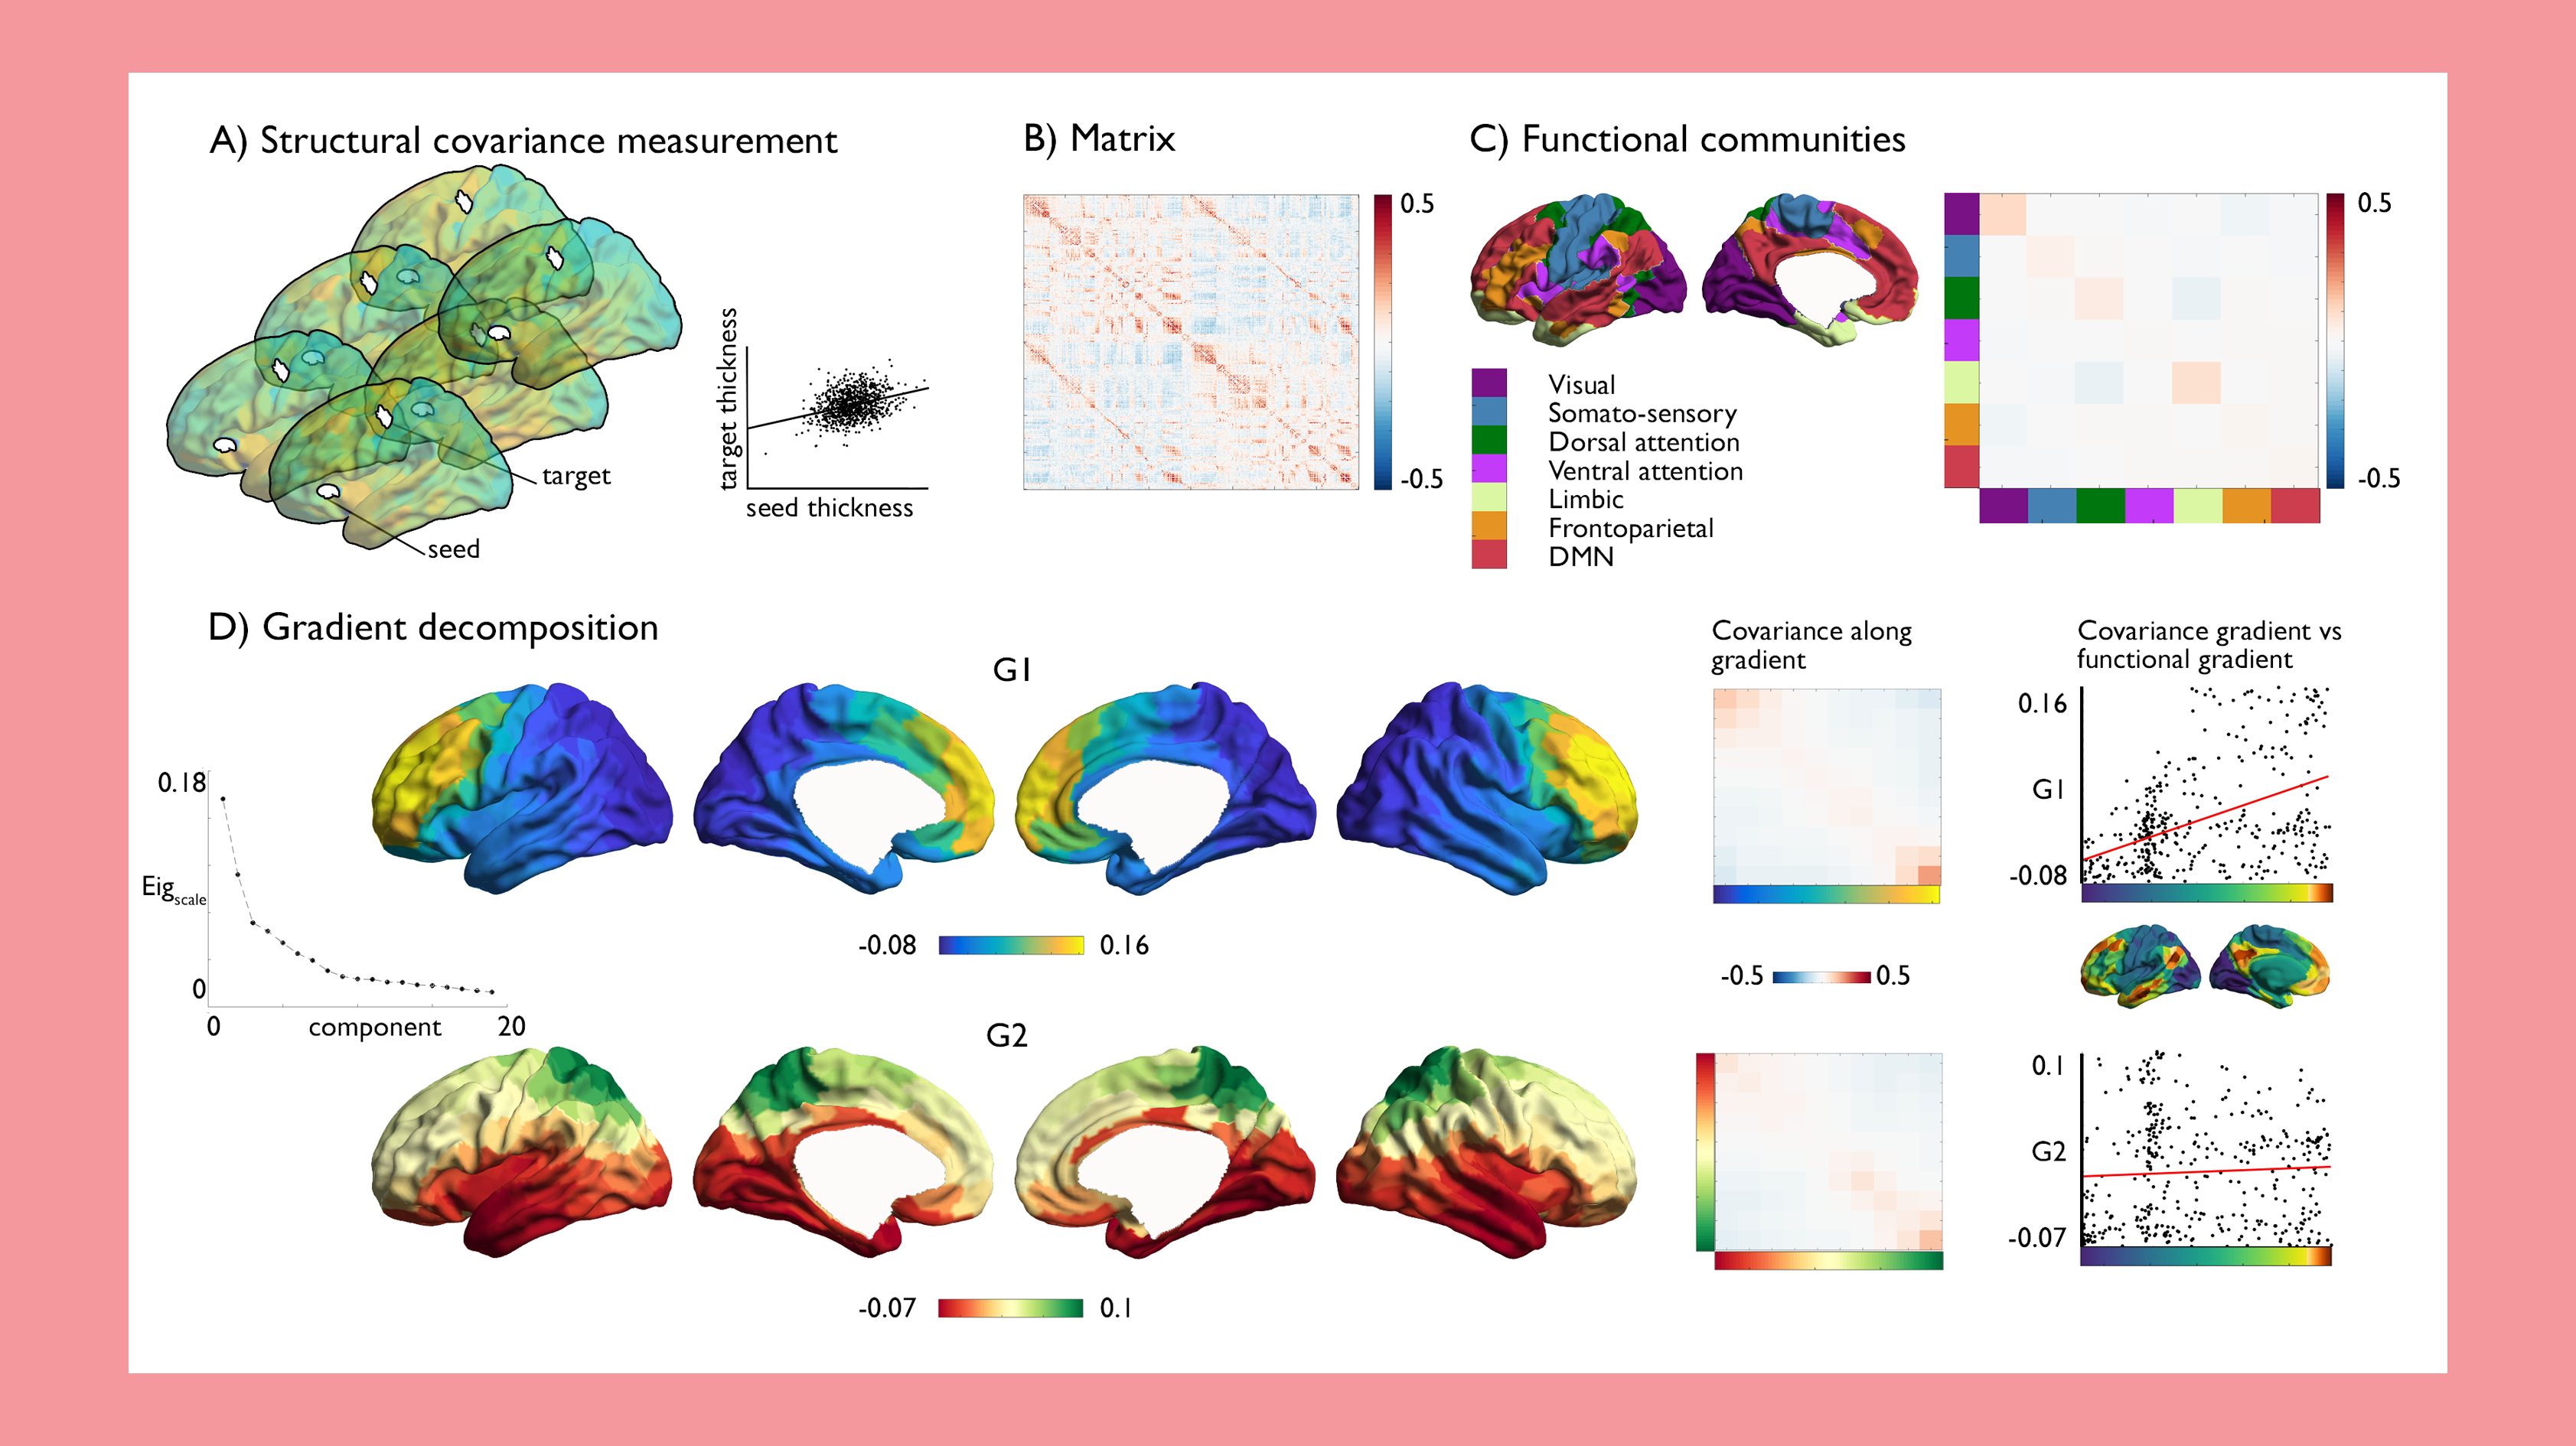 A) Structural covariance measurement
target
seed
target thickness
seed thickness
B) Matrix
0.5
-0.5
C) Functional communities
Visual
Somato-sensory
Dorsal attention
Ventral attention
Limbic
Frontoparietal
DMN
0.5
-0.5
D) Gradient decomposition
0.18
Eigscale
0
0
component
20
G1
-0.08
0.16
G2
-0.07
0.1
Covariance along
gradient
-0.5
0.5
Covariance gradient vs
functional gradient
0.16
G1
-0.08
0.1
G2
-0.07